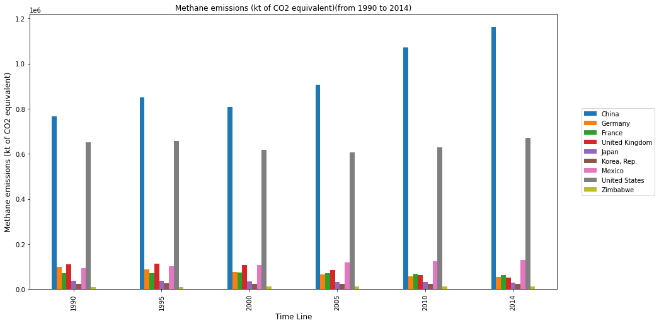 Methane emissions (kt of CO2 equivalent)(from 1990 to 2014)
1e6
1.2
1.0
0.8
0.6
0.4
0.2
0.0
Methane emissions (kt of CO2 equivalent)
1990
1995
2000
2005
2010
2014
Time Line
China
Germany
France
United Kingdom
Japan
Korea, Rep.
Mexico
United States
Zimbabwe